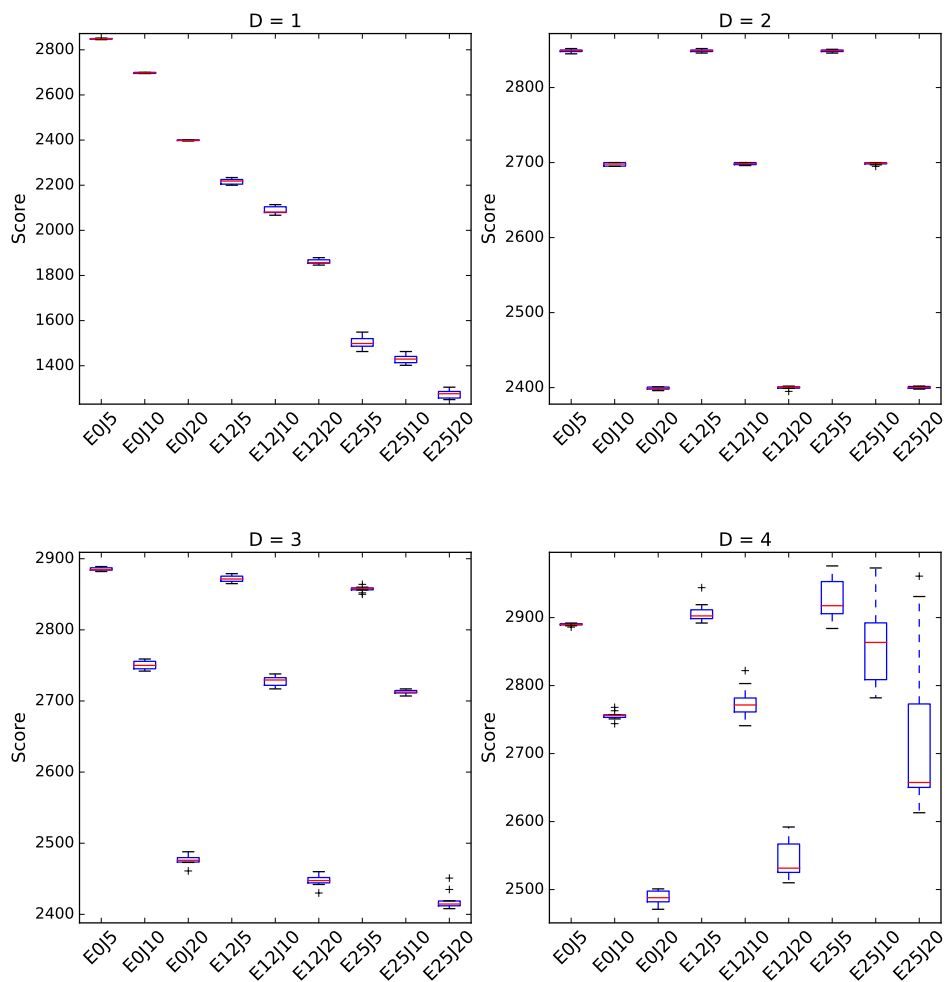 D = 1
Score
2800
2600
2400
2200
2000
1800
1600
1400
E0J5
E0J10
E0J20
E12J5
E12J10
E12J20
E25J5
E25J10
E25J20
D = 2
Score
2800
2700
2600
2500
2400
E0J5
E0J10
E0J20
E12J5
E12J10
E12J20
E25J5
E25J10
E25J20
D = 3
Score
2900
2800
2700
2600
2500
2400
E0J5
E0J10
E0J20
E12J5
E12J10
E12J20
E25J5
E25J10
E25J20
D = 4
Score
2900
2800
2700
2600
2500
E0J5
E0J10
E0J20
E12J5
E12J10
E12J20
E25J5
E25J10
E25J20